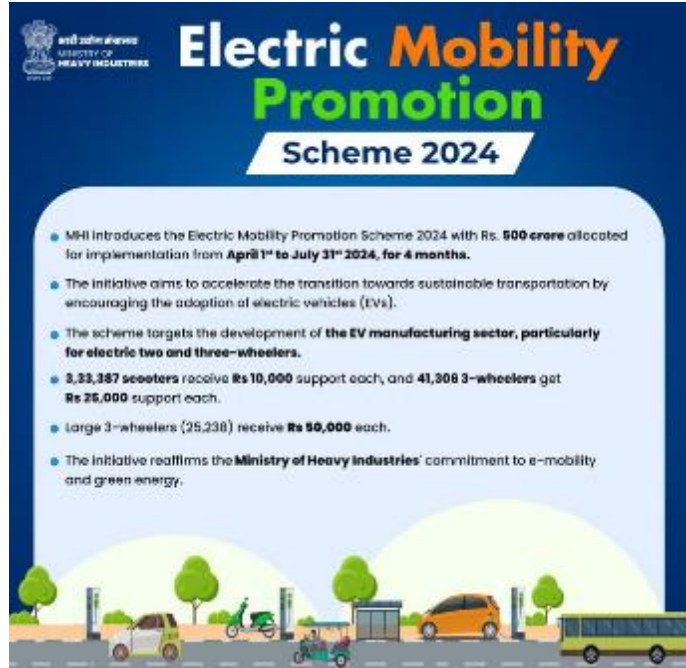 भारी उद्योग मंत्रालय
MINISTRY OF
HEAVY INDUSTRIES
Electric Mobility
Promotion
Scheme 2024
MHI introduces the Electric Mobility Promotion Scheme 2024 with Rs. 500 crore allocated
for implementation from April 1st to July 31st 2024, for 4 months.
The initiative aims to accelerate the transition towards sustainable transportation by
encouraging the adoption of electric vehicles (EVs).
The scheme targets the development of the EV manufacturing sector, particularly
for electric two and three-wheelers.
3,33,387 scooters receive Rs 10,000 support each, and 41,306 3-wheelers get
Rs 25,000 support each.
Large 3-wheelers (25,238) receive Rs 50,000 each.
The initiative reaffirms the Ministry of Heavy Industries' commitment to e-mobility
and green energy.